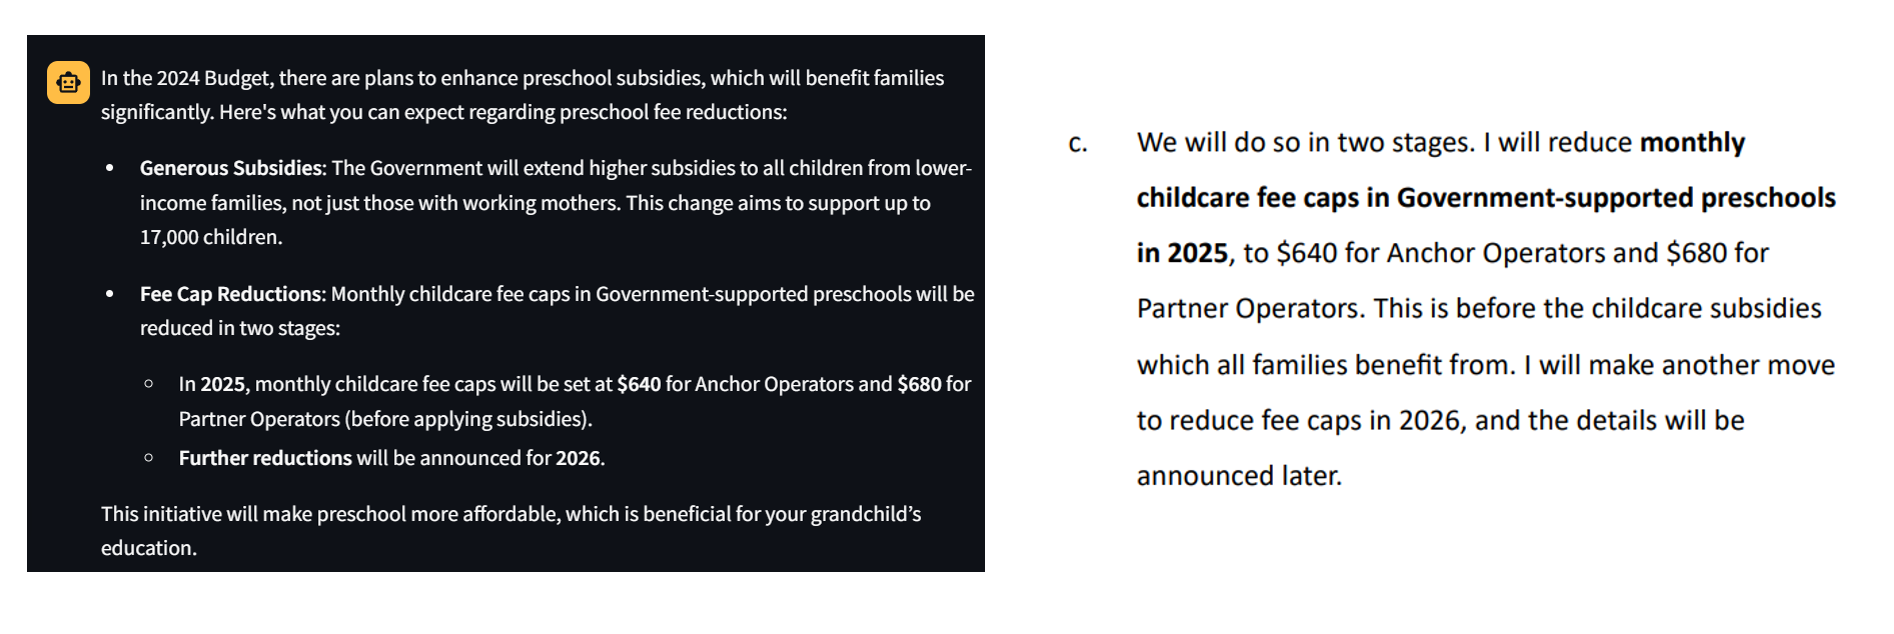 In the 2024 Budget, there are plans to enhance preschool subsidies, which will benefit families
significantly. Here's what you can expect regarding preschool fee reductions:
• Generous Subsidies: The Government will extend higher subsidies to all children from lower-
income families, not just those with working mothers. This change aims to support up to
17,000 children.
• Fee Cap Reductions: Monthly childcare fee caps in Government-supported preschools will be
reduced in two stages:
◦ In 2025, monthly childcare fee caps will be set at $640 for Anchor Operators and $680 for
Partner Operators (before applying subsidies).
◦ Further reductions will be announced for 2026.
This initiative will make preschool more affordable, which is beneficial for your grandchild’s
education.
c. We will do so in two stages. I will reduce monthly
childcare fee caps in Government-supported preschools
in 2025, to $640 for Anchor Operators and $680 for
Partner Operators. This is before the childcare subsidies
which all families benefit from. I will make another move
to reduce fee caps in 2026, and the details will be
announced later.